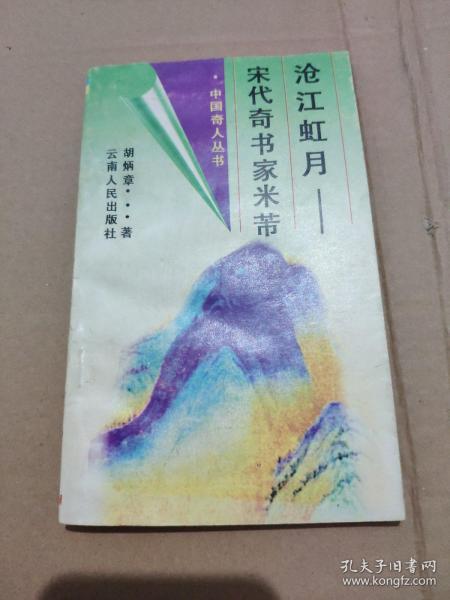 沧江虹月——
宋代奇书家米芾
·中国奇人丛书
胡炳章···著
云南人民出版社
孔夫子旧书网
www.kongfz.com